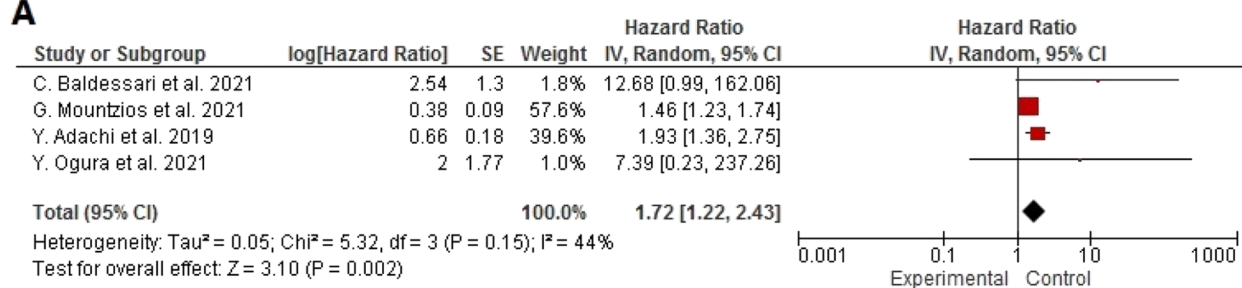 A
Hazard Ratio Hazard Ratio
Study or Subgroup log[Hazard Ratio] SE Weight IV, Random, 95% CI IV, Random, 95% CI
C. Baldessari et al. 2021 2.54 1.3 1.8% 12.68 [0.99, 162.06]
G. Mountzios et al. 2021 0.38 0.09 57.6% 1.46 [1.23, 1.74]
Y. Adachi et al. 2019 0.66 0.18 39.6% 1.93 [1.36, 2.75]
Y. Ogura et al. 2021 2 1.77 1.0% 7.39 [0.23, 237.26]
Total (95% CI) 100.0% 1.72 [1.22, 2.43]
Heterogeneity: Tau² = 0.05; Chi² = 5.32, df = 3 (P = 0.15); I² = 44%
Test for overall effect: Z = 3.10 (P = 0.002)
0.001 0.1 1 10 1000
Experimental Control